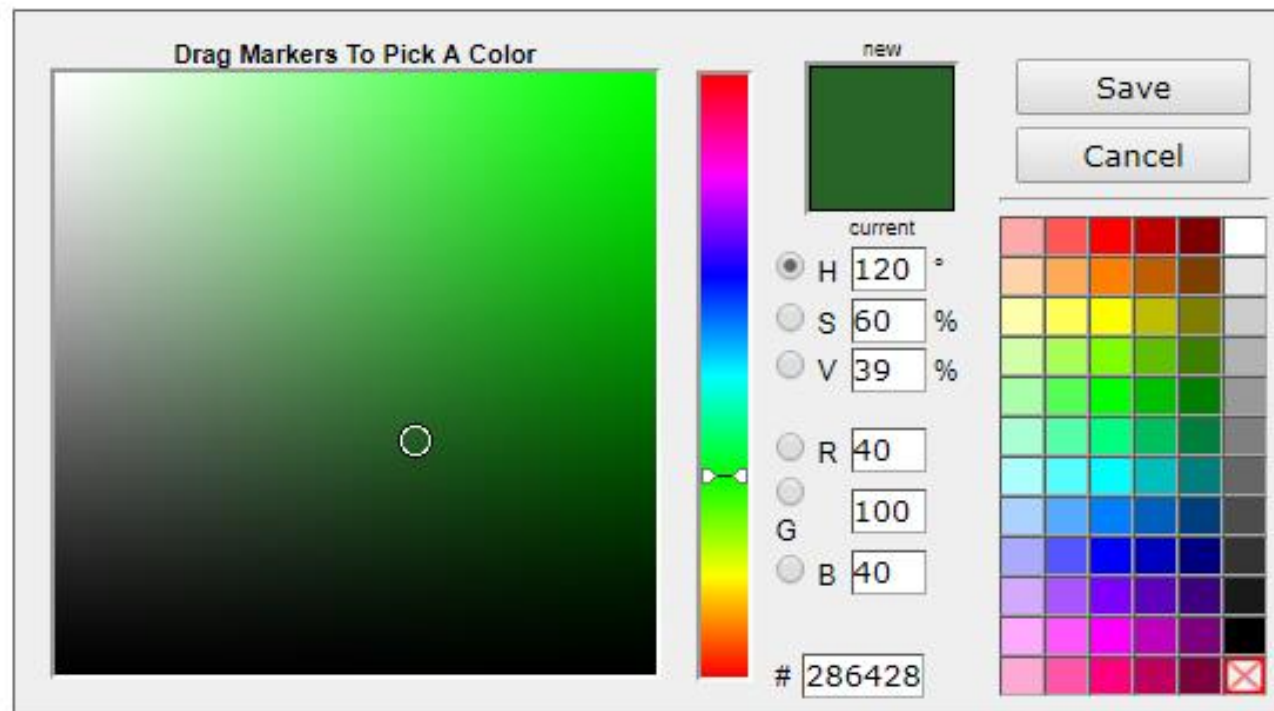 Drag Markers To Pick A Color
new
current
Save
Cancel
H 120 °
S 60 %
V 39 %
R 40
G 100
B 40
# 286428